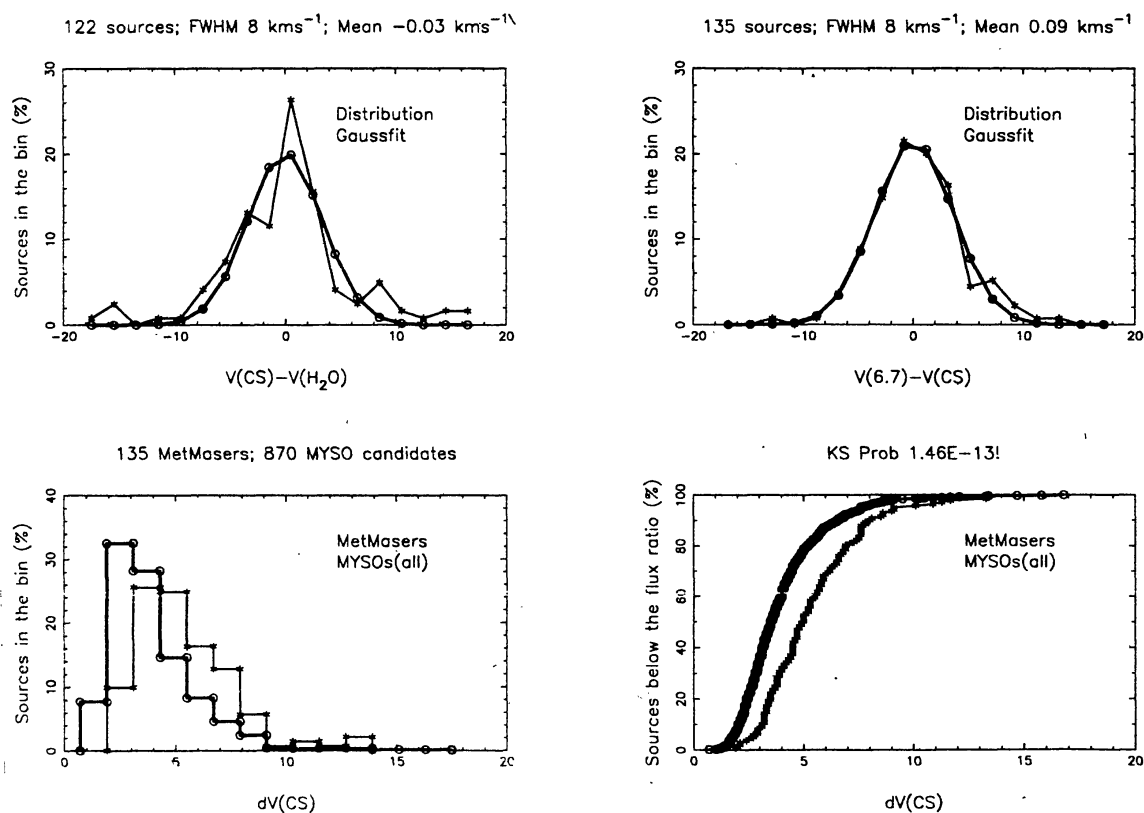 122 sources; FWHM 8 kms⁻¹; Mean −0.03 kms⁻¹\
Sources in the bin (%)
30
20
10
0
Distribution
Gaussfit
−20
−10
0
10
20
V(CS)−V(H₂O)
135 sources; FWHM 8 kms⁻¹; Mean 0.09 kms⁻¹
Sources in the bin (%)
30
20
10
0
Distribution
Gaussfit
−20
−10
0
10
20
V(6.7)−V(CS)
135 MetMasers; 870 MYSO candidates
Sources in the bin (%)
40
30
20
10
0
MetMasers
MYSOs(all)
0
5
10
15
20
dV(CS)
KS Prob 1.46E−13!
Sources below the flux ratio (%)
100
80
60
40
20
0
MetMasers
MYSOs(all)
0
5
10
15
20
dV(CS)